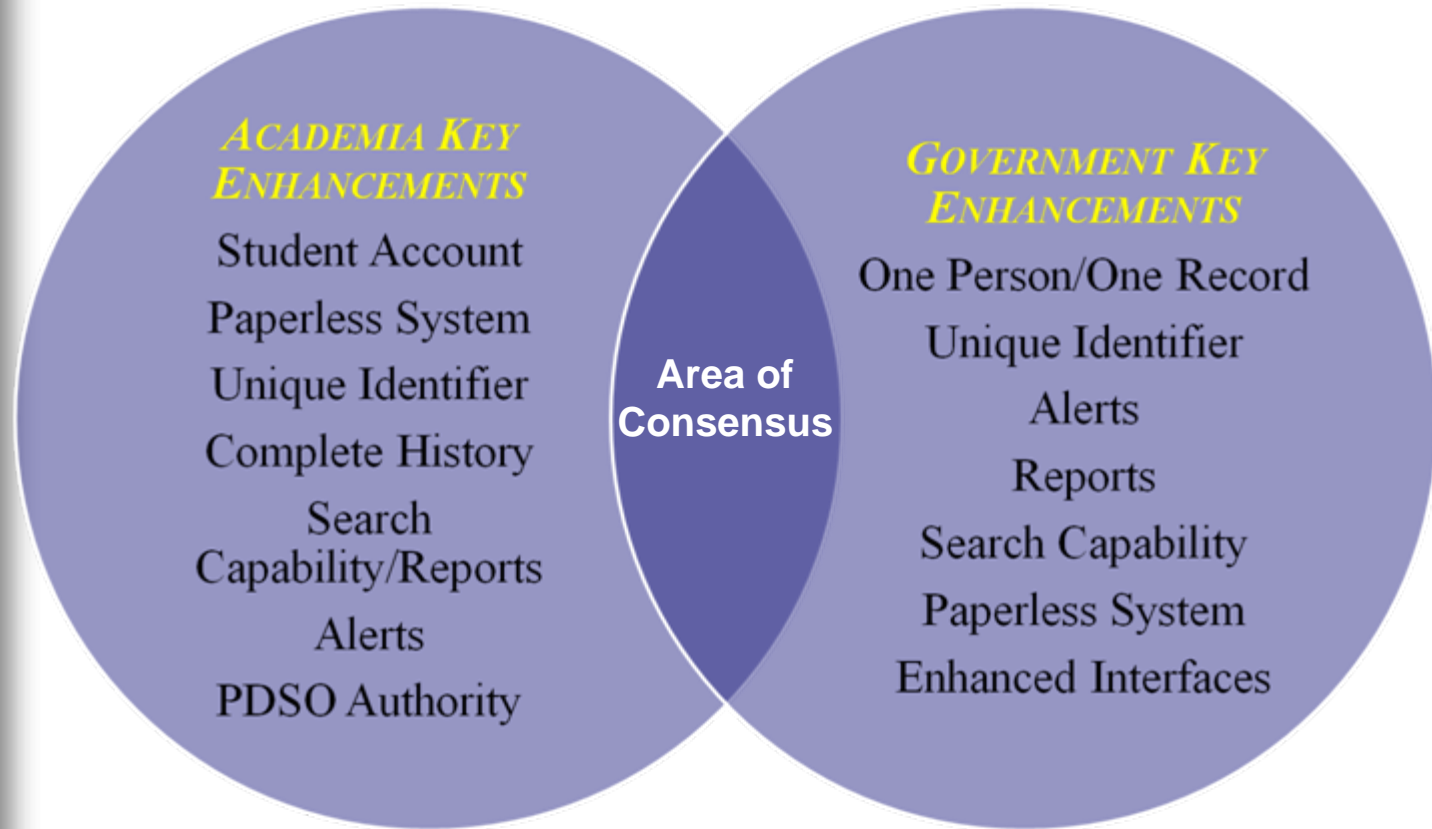 ACADEMIA KEY
ENHANCEMENTS
Student Account
Paperless System
Unique Identifier
Complete History
Search
Capability/Reports
Alerts
PDSO Authority
Area of
Consensus
GOVERNMENT KEY
ENHANCEMENTS
One Person/One Record
Unique Identifier
Alerts
Reports
Search Capability
Paperless System
Enhanced Interfaces